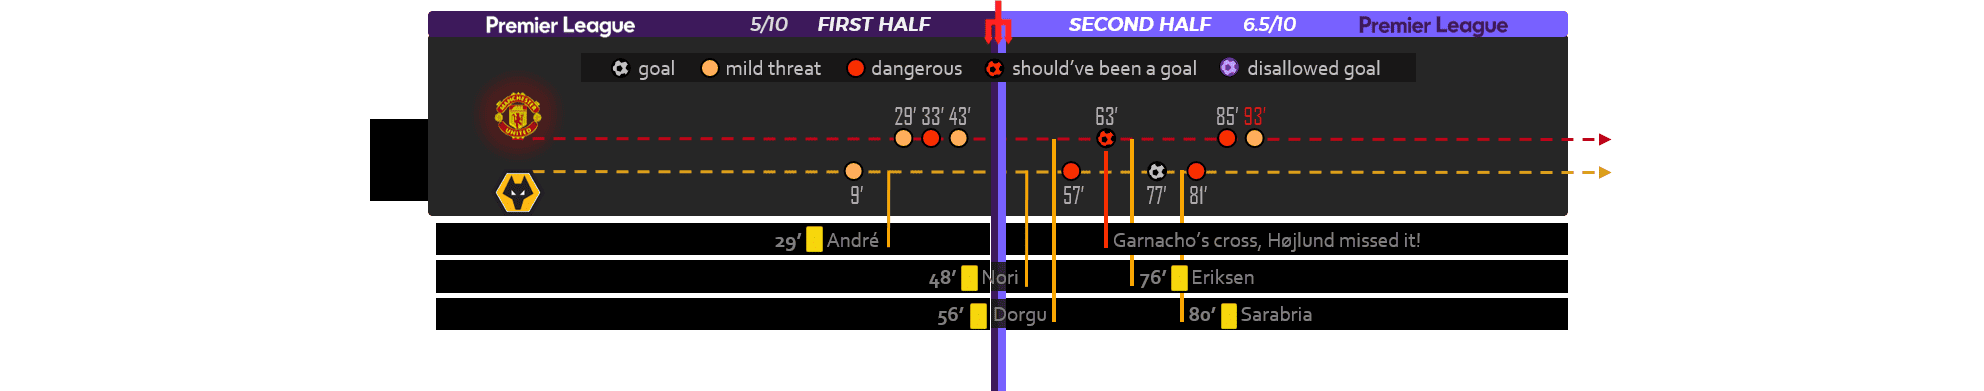 Premier League 5/10 FIRST HALF SECOND HALF 6.5/10 Premier League
goal mild threat dangerous should've been a goal disallowed goal
MANCHESTER UNITED
29' 33' 43' 63' 85' 93'
9' 57' 77' 81'
29' André Garnacho's cross, Højlund missed it!
48' Nori 76' Eriksen
56' Dorgu 80' Sarabria